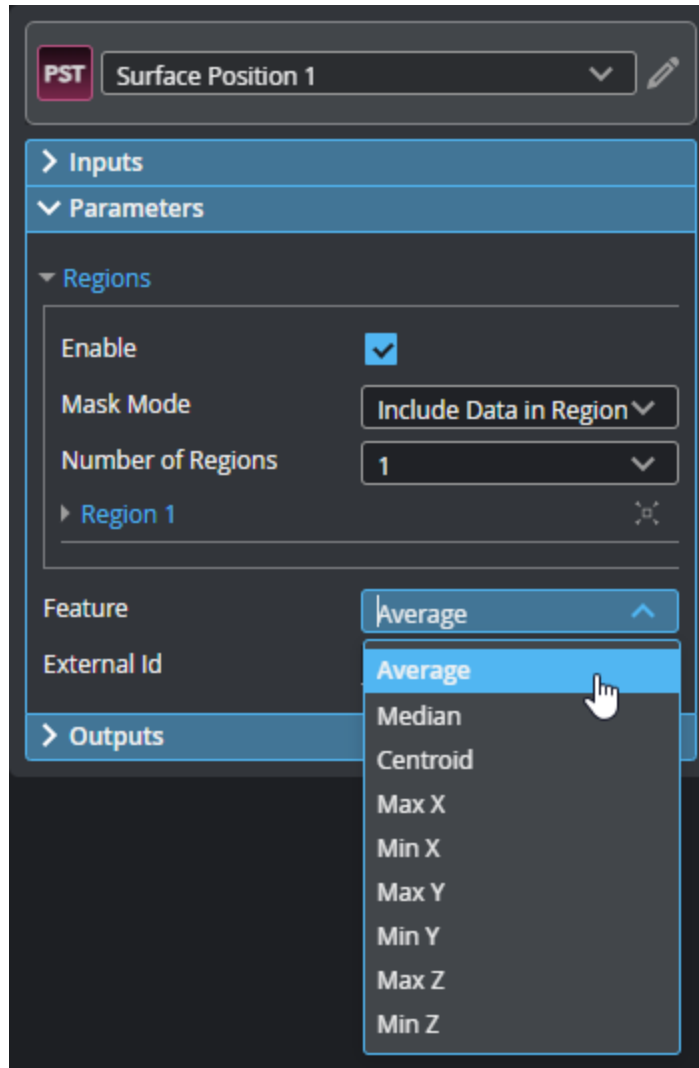 PST Surface Position 1
Inputs
Parameters
Regions
Enable
Mask Mode Include Data in Region
Number of Regions 1
Region 1
Feature Average
External Id
Average
Median
Outputs
Centroid
Max X
Min X
Max Y
Min Y
Max Z
Min Z